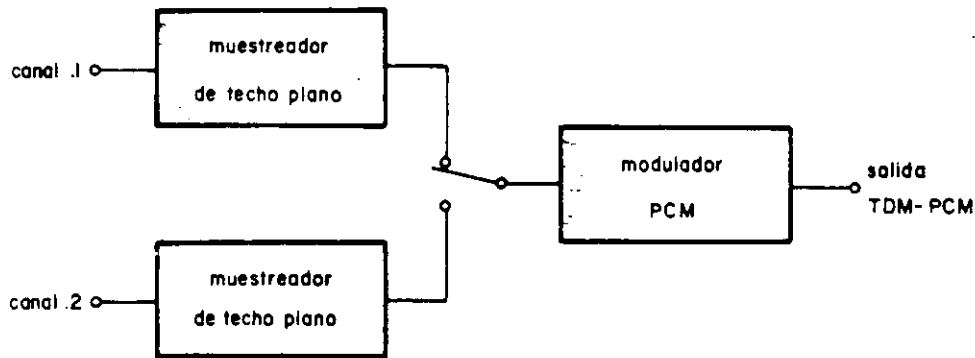 muestreador
de techo plano
canal .1
modulador
PCM
salida
TDM-PCM
muestreador
de techo plano
canal .2